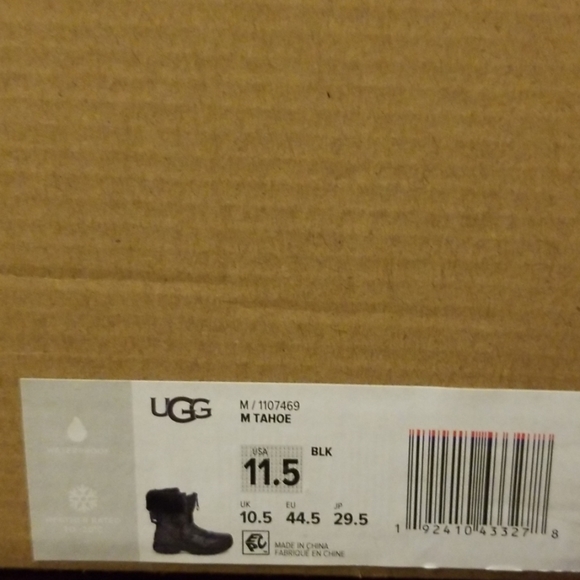 UGG
M / 1107469
M TAHOE
USA BLK
11.5
UK EU JP
10.5 44.5 29.5
MADE IN CHINA
FABRIQUÉ EN CHINE
1 92410 43327 8